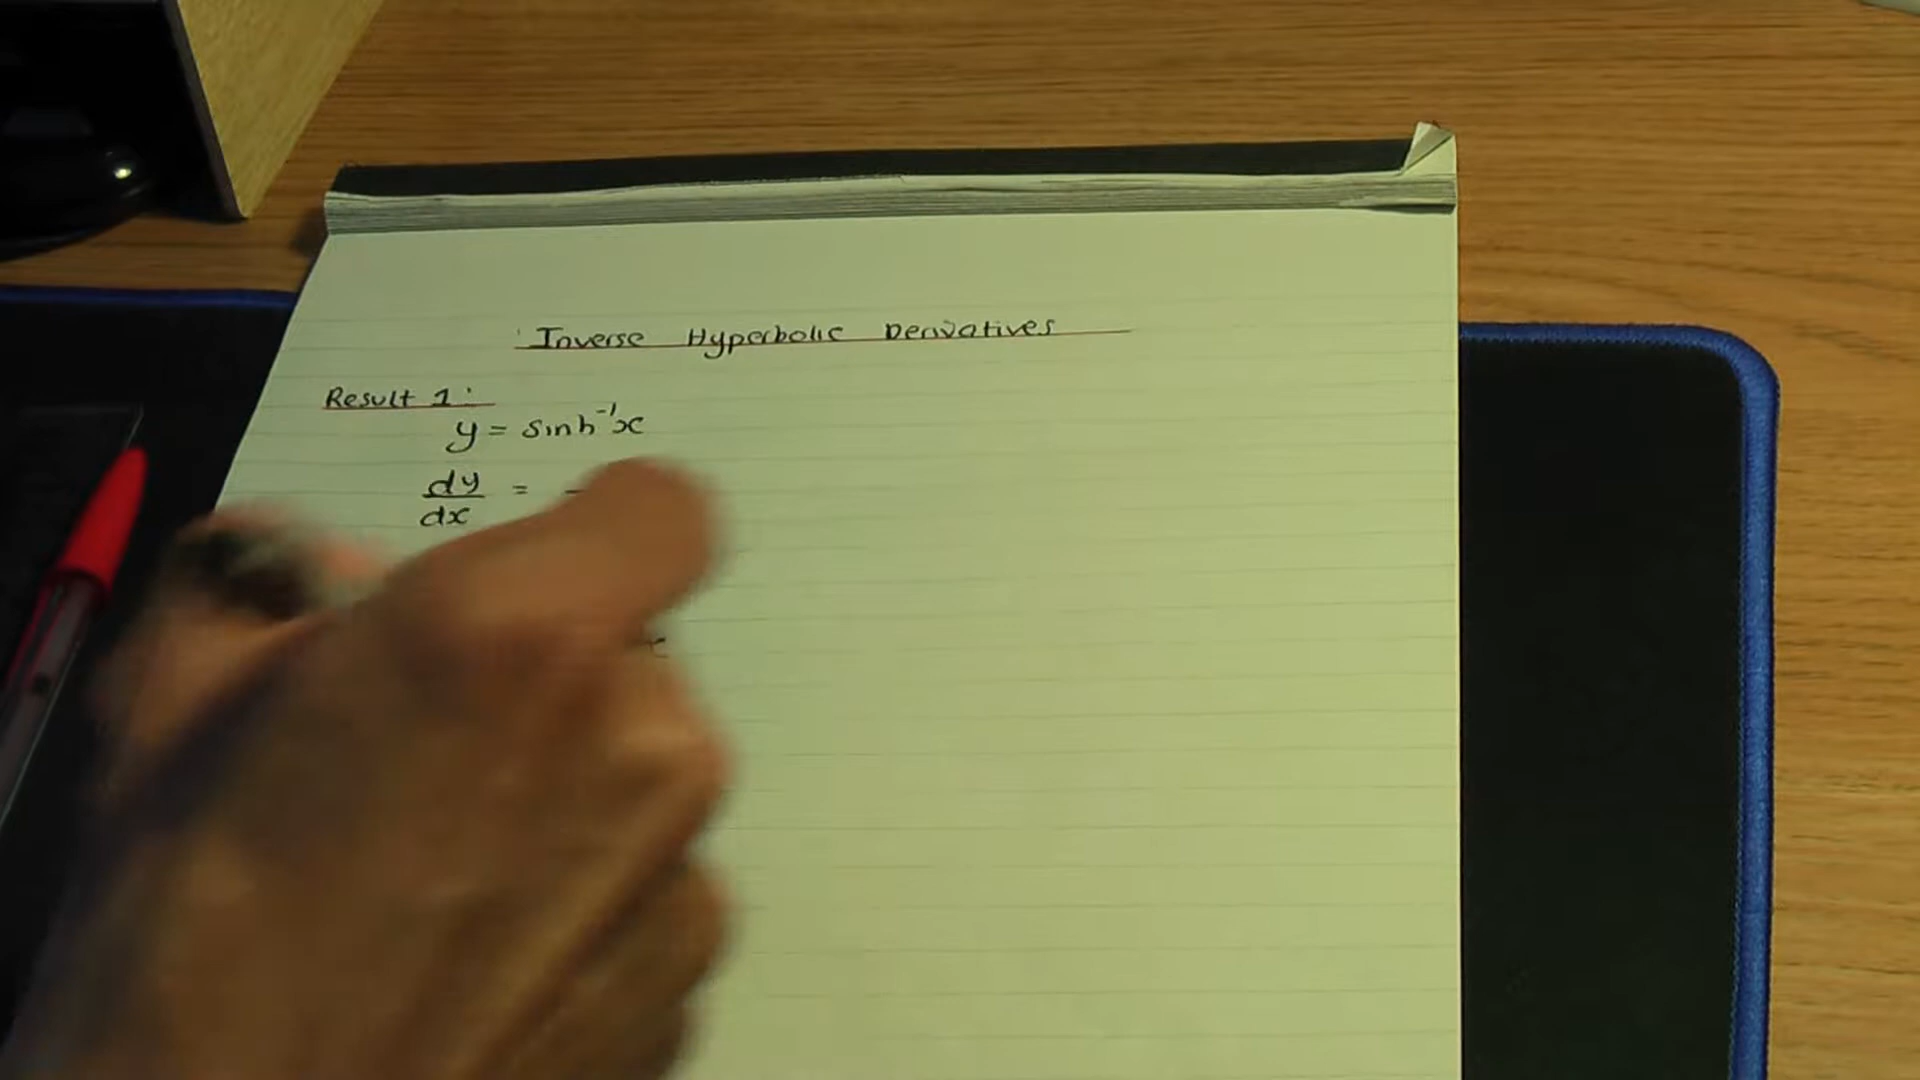 Inverse Hyperbolic Derivatives
Result 1:
y = sinh⁻¹x
dy/dx =